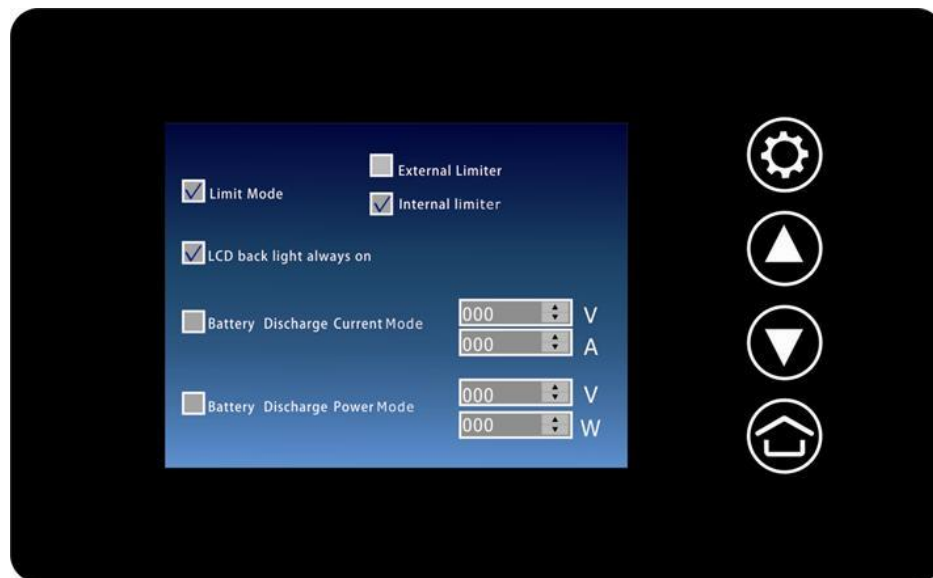 External Limiter
Limit Mode
Internal limiter
LCD back light always on
Battery Discharge Current Mode
000 V
000 A
Battery Discharge Power Mode
000 V
000 W